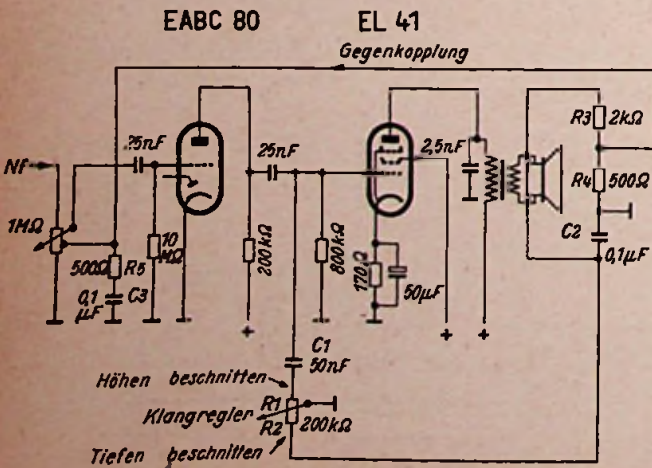 EABC 80
EL 41
Gegenkopplung
Nf
1MΩ
25nF
10
MΩ
500Ω R5
0,1
µF
C3
200kΩ
+
25nF
800kΩ
170Ω
50µF
2,5nF
+
+
R3
2kΩ
R4
500Ω
C2
0,1µF
C1
50nF
Höhen beschnitten
Klangregler
R1
R2
200kΩ
Tiefen beschnitten